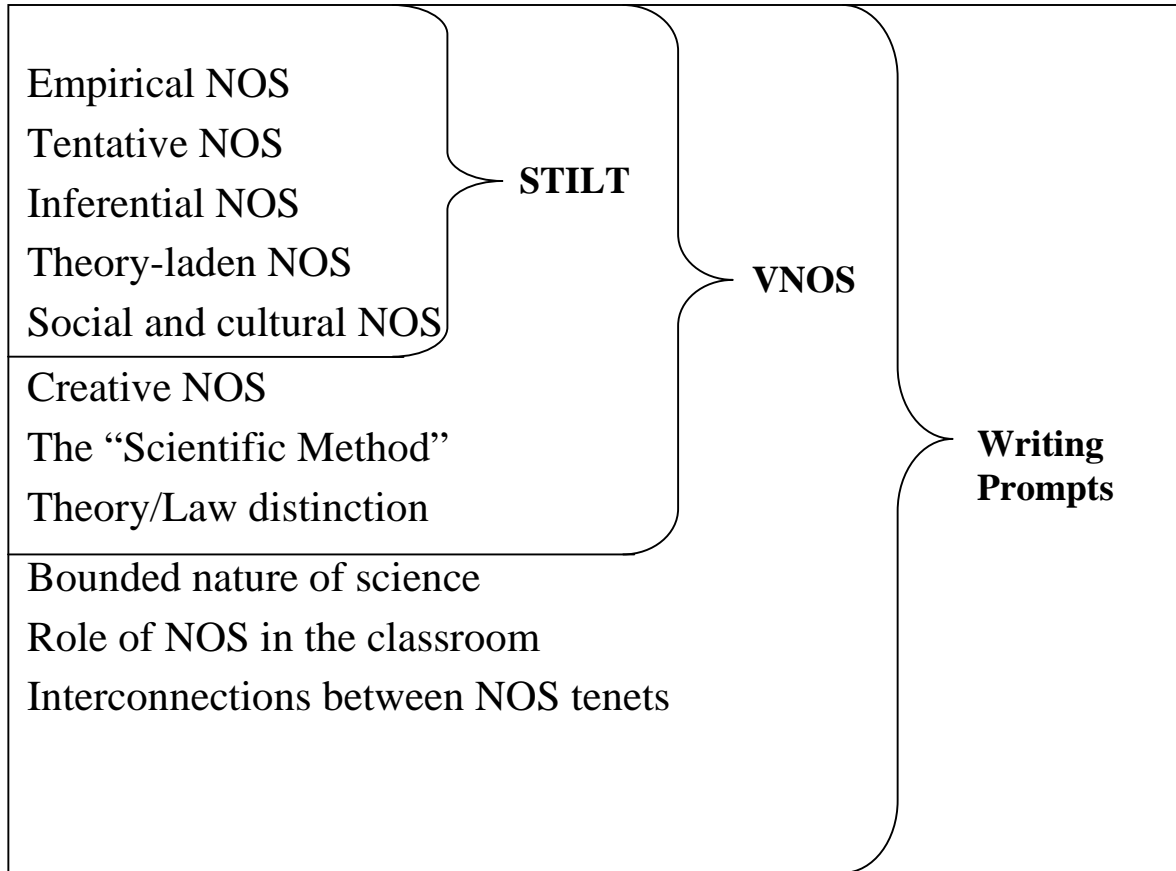 Empirical NOS
Tentative NOS
Inferential NOS
Theory-laden NOS
Social and cultural NOS
STILT
Creative NOS
The “Scientific Method”
Theory/Law distinction
VNOS
Bounded nature of science
Role of NOS in the classroom
Interconnections between NOS tenets
Writing
Prompts